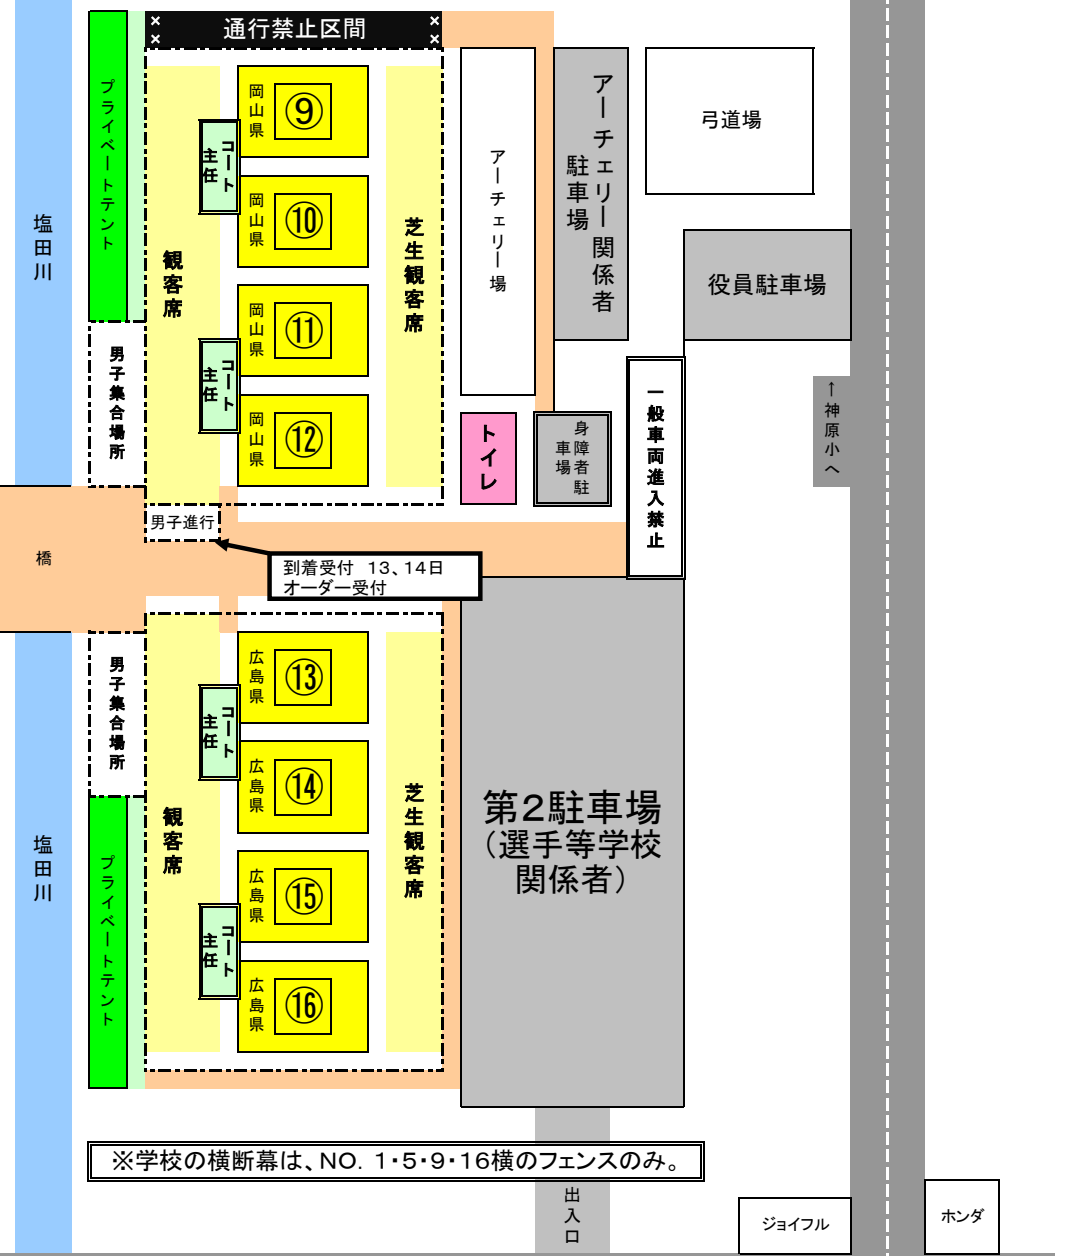 通行禁止区間
プライベートテント
塩田川
観客席
岡山県
⑨
コート主任
岡山県
⑩
岡山県
⑪
コート主任
岡山県
⑫
芝生観客席
アーチェリー場
アーチェリー関係者
駐車場
弓道場
役員駐車場
男子集合場所
トイレ
身障者駐
車場
一般車両進入禁止
↑神原小へ
男子進行
橋
到着受付 13、14日
オーダー受付
男子集合場所
広島県
⑬
コート主任
広島県
⑭
観客席
芝生観客席
塩田川
プライベートテント
広島県
⑮
コート主任
広島県
⑯
第2駐車場
(選手等学校
関係者)
※学校の横断幕は、NO. 1・5・9・16横のフェンスのみ。
出入口
ジョイフル
ホンダ